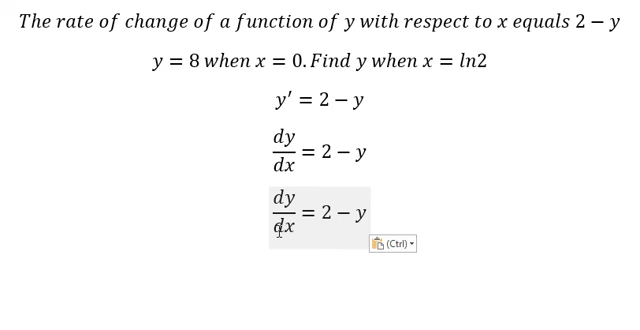 The rate of change of a function of y with respect to x equals 2 − y
y = 8 when x = 0. Find y when x = ln2
y′ = 2 − y
dy/dx = 2 − y
dy/dx = 2 − y
(Ctrl)